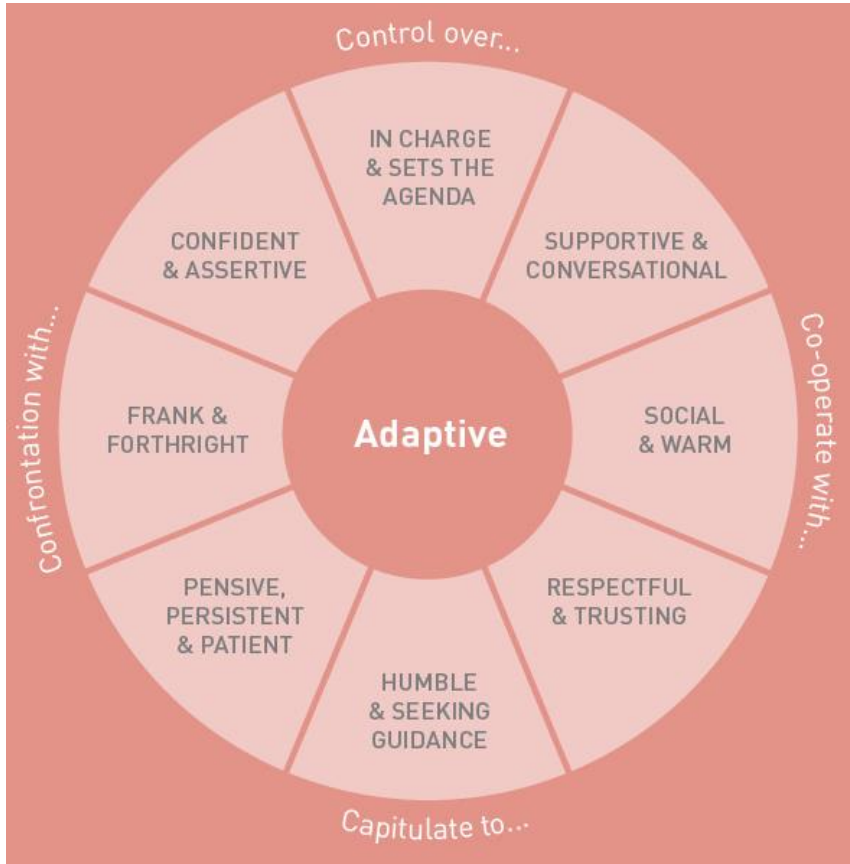 Control over...
IN CHARGE
& SETS THE
AGENDA
CONFIDENT
& ASSERTIVE
SUPPORTIVE &
CONVERSATIONAL
Confrontation with...
Co-operate with...
FRANK &
FORTHRIGHT
Adaptive
SOCIAL
& WARM
PENSIVE,
PERSISTENT
& PATIENT
RESPECTFUL
& TRUSTING
HUMBLE
& SEEKING
GUIDANCE
Capitulate to...